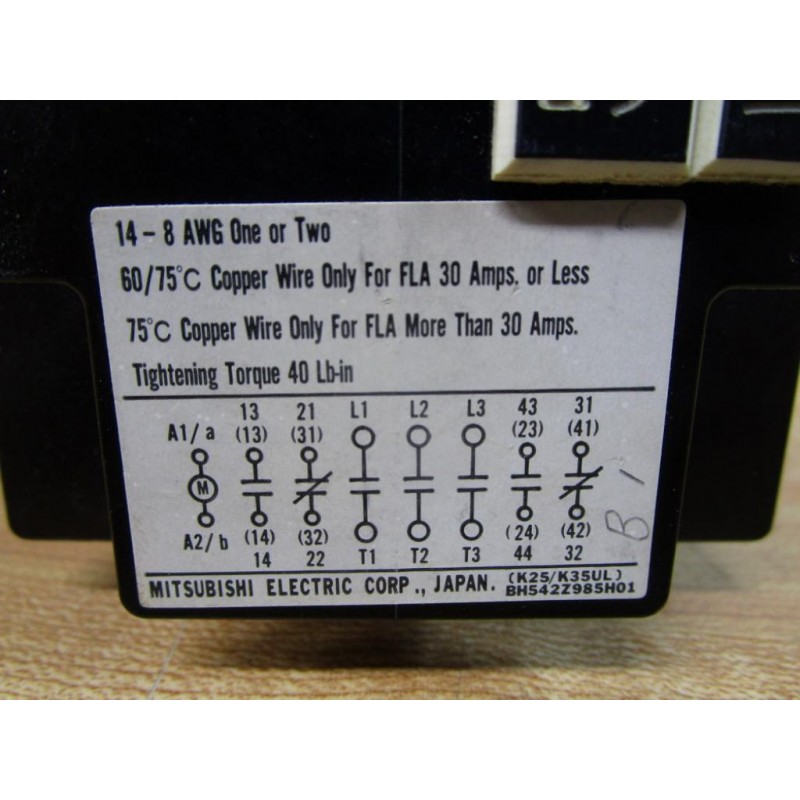 14 - 8 AWG One or Two
60/75°C Copper Wire Only For FLA 30 Amps. or Less
75°C Copper Wire Only For FLA More Than 30 Amps.
Tightening Torque 40 Lb-in
13 21 L1 L2 L3 43 31
A1/a (13) (31) (23) (41)
M
A2/b (14) (32) (24) (42)
14 22 T1 T2 T3 44 32
MITSUBISHI ELECTRIC CORP., JAPAN. (K25/K35UL)
BH542Z985H01
B